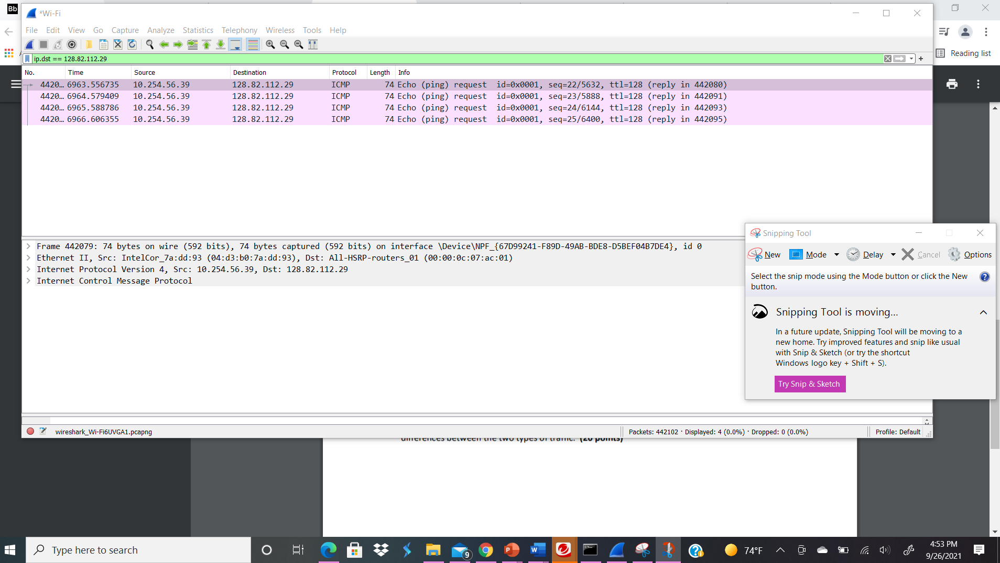 Bb
*Wi-Fi
File Edit View Go Capture Analyze Statistics Telephony Wireless Tools Help
ip.dst == 128.82.112.29
Reading list
No. Time Source Destination Protocol Length Info
4420… 6963.556735 10.254.56.39 128.82.112.29 ICMP 74 Echo (ping) request id=0x0001, seq=22/5632, ttl=128 (reply in 442080)
4420… 6964.579409 10.254.56.39 128.82.112.29 ICMP 74 Echo (ping) request id=0x0001, seq=23/5888, ttl=128 (reply in 442091)
4420… 6965.588786 10.254.56.39 128.82.112.29 ICMP 74 Echo (ping) request id=0x0001, seq=24/6144, ttl=128 (reply in 442093)
4420… 6966.606355 10.254.56.39 128.82.112.29 ICMP 74 Echo (ping) request id=0x0001, seq=25/6400, ttl=128 (reply in 442095)
Frame 442079: 74 bytes on wire (592 bits), 74 bytes captured (592 bits) on interface \Device\NPF_{67D99241-F89D-49AB-BDE8-D5BEF04B7DE4}, id 0
Ethernet II, Src: IntelCor_7a:dd:93 (04:d3:b0:7a:dd:93), Dst: All-HSRP-routers_01 (00:00:0c:07:ac:01)
Internet Protocol Version 4, Src: 10.254.56.39, Dst: 128.82.112.29
Internet Control Message Protocol
Snipping Tool
New Mode Delay Cancel Options
Select the snip mode using the Mode button or click the New
button.
Snipping Tool is moving...
In a future update, Snipping Tool will be moving to a
new home. Try improved features and snip like usual
with Snip & Sketch (or try the shortcut
Windows logo key + Shift + S).
Try Snip & Sketch
wireshark_Wi-Fi6UVGA1.pcapng
Packets: 442102 · Displayed: 4 (0.0%) · Dropped: 0 (0.0%)
Profile: Default
differences between the two types of traffic. (20 points)
Type here to search
9
74°F
4:53 PM
9/26/2021